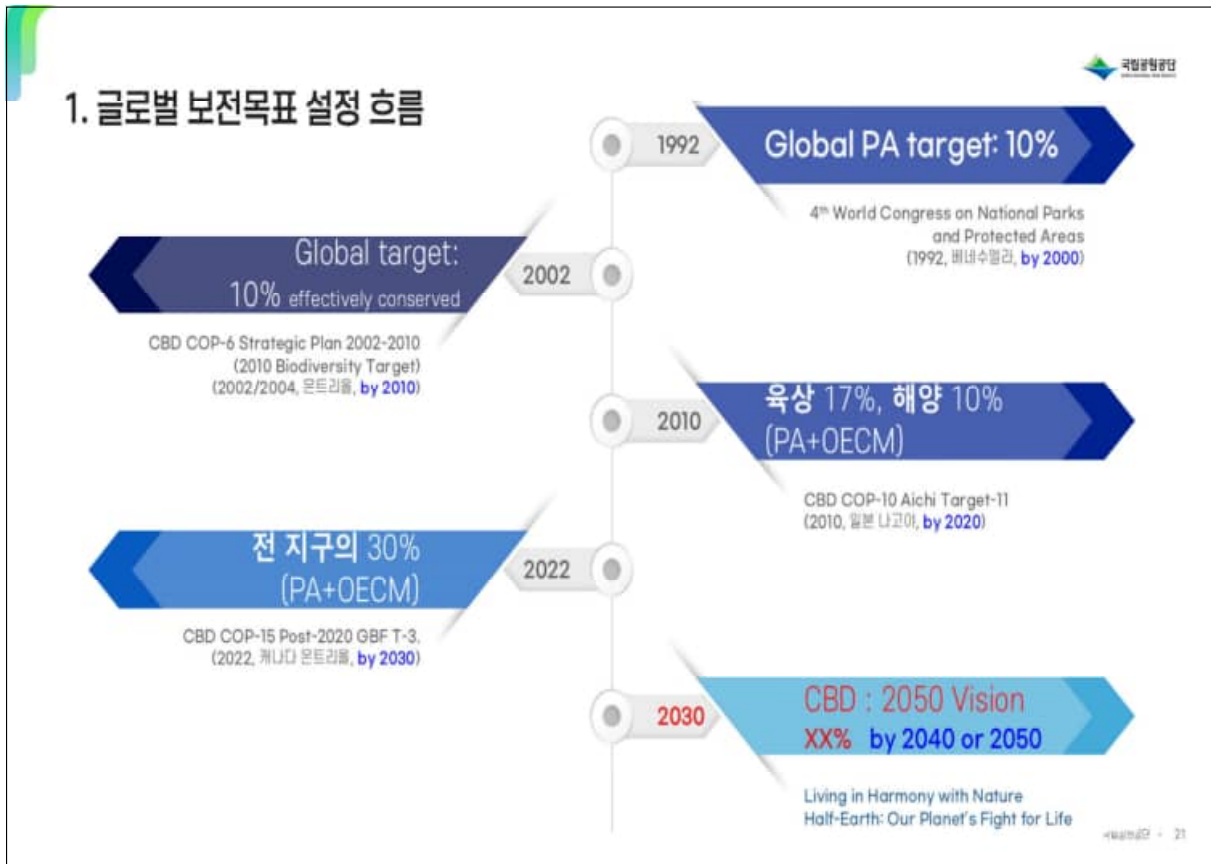 국립공원공단
1. 글로벌 보전목표 설정 흐름
1992
Global PA target: 10%
4th World Congress on National Parks
and Protected Areas
(1992, 베네수엘라, by 2000)
Global target:
10% effectively conserved
2002
CBD COP-6 Strategic Plan 2002-2010
(2010 Biodiversity Target)
(2002/2004, 몬트리올, by 2010)
2010
육상 17%, 해양 10%
(PA+OECM)
CBD COP-10 Aichi Target-11
(2010, 일본 나고야, by 2020)
전 지구의 30%
(PA+OECM)
2022
CBD COP-15 Post-2020 GBF T-3.
(2022, 캐나다 몬트리올, by 2030)
2030
CBD : 2050 Vision
XX% by 2040 or 2050
Living in Harmony with Nature
Half-Earth: Our Planet's Fight for Life
국립공원공단 - 21